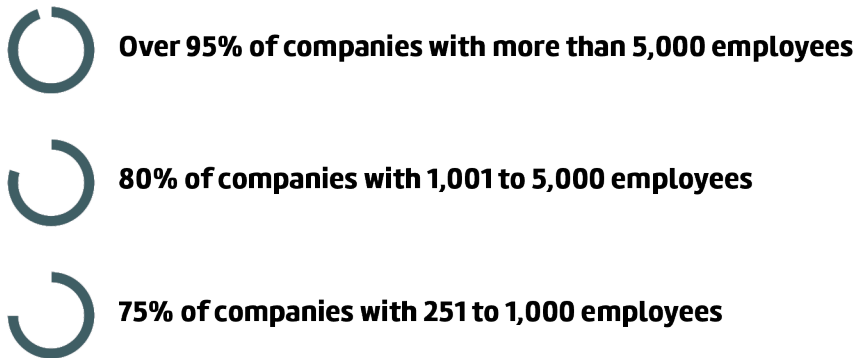 Over 95% of companies with more than 5,000 employees
80% of companies with 1,001 to 5,000 employees
75% of companies with 251 to 1,000 employees